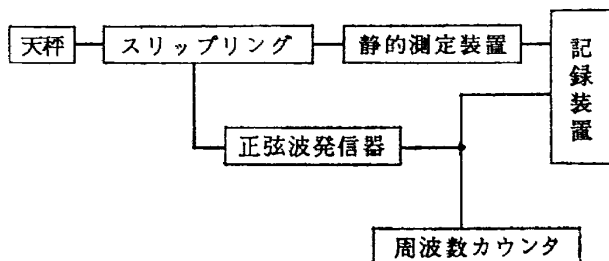 天秤
スリップリング
静的測定装置
記録装置
正弦波発信器
周波数カウンタ